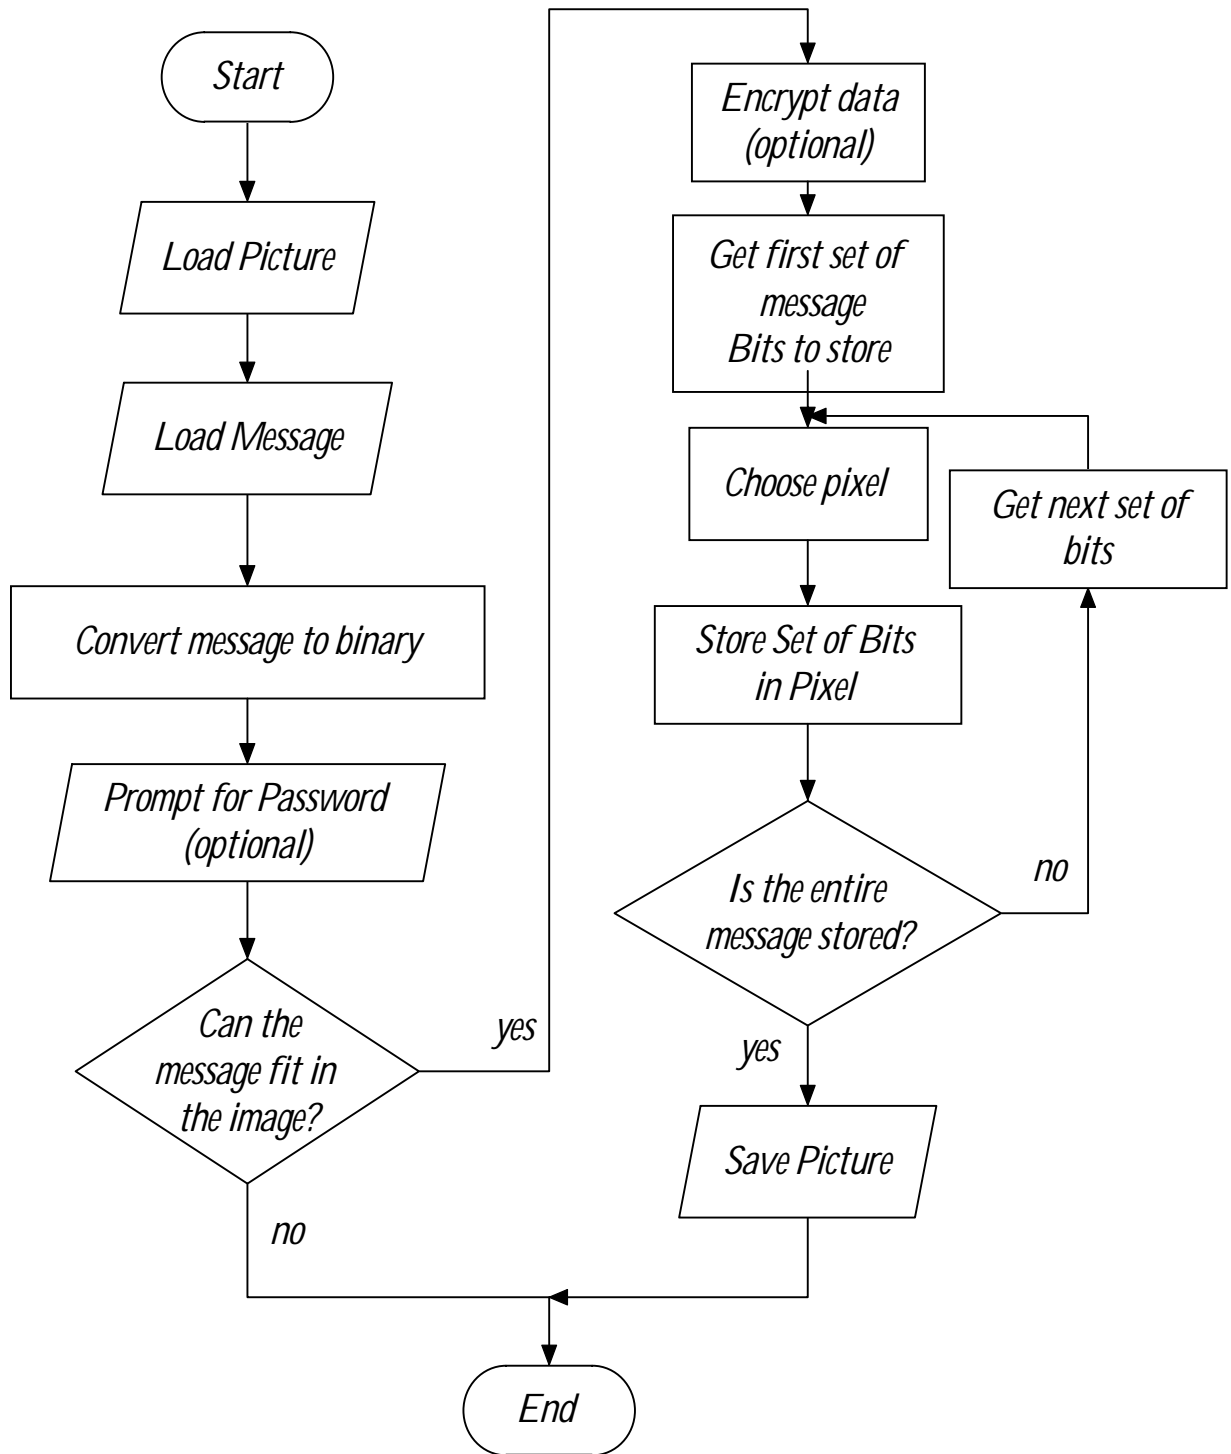 Start
Load Picture
Load Message
Convert message to binary
Prompt for Password
(optional)
Can the
message fit in
the image?
yes
no
Encrypt data
(optional)
Get first set of
message
Bits to store
Choose pixel
Get next set of
bits
Store Set of Bits
in Pixel
Is the entire
message stored?
no
yes
Save Picture
End